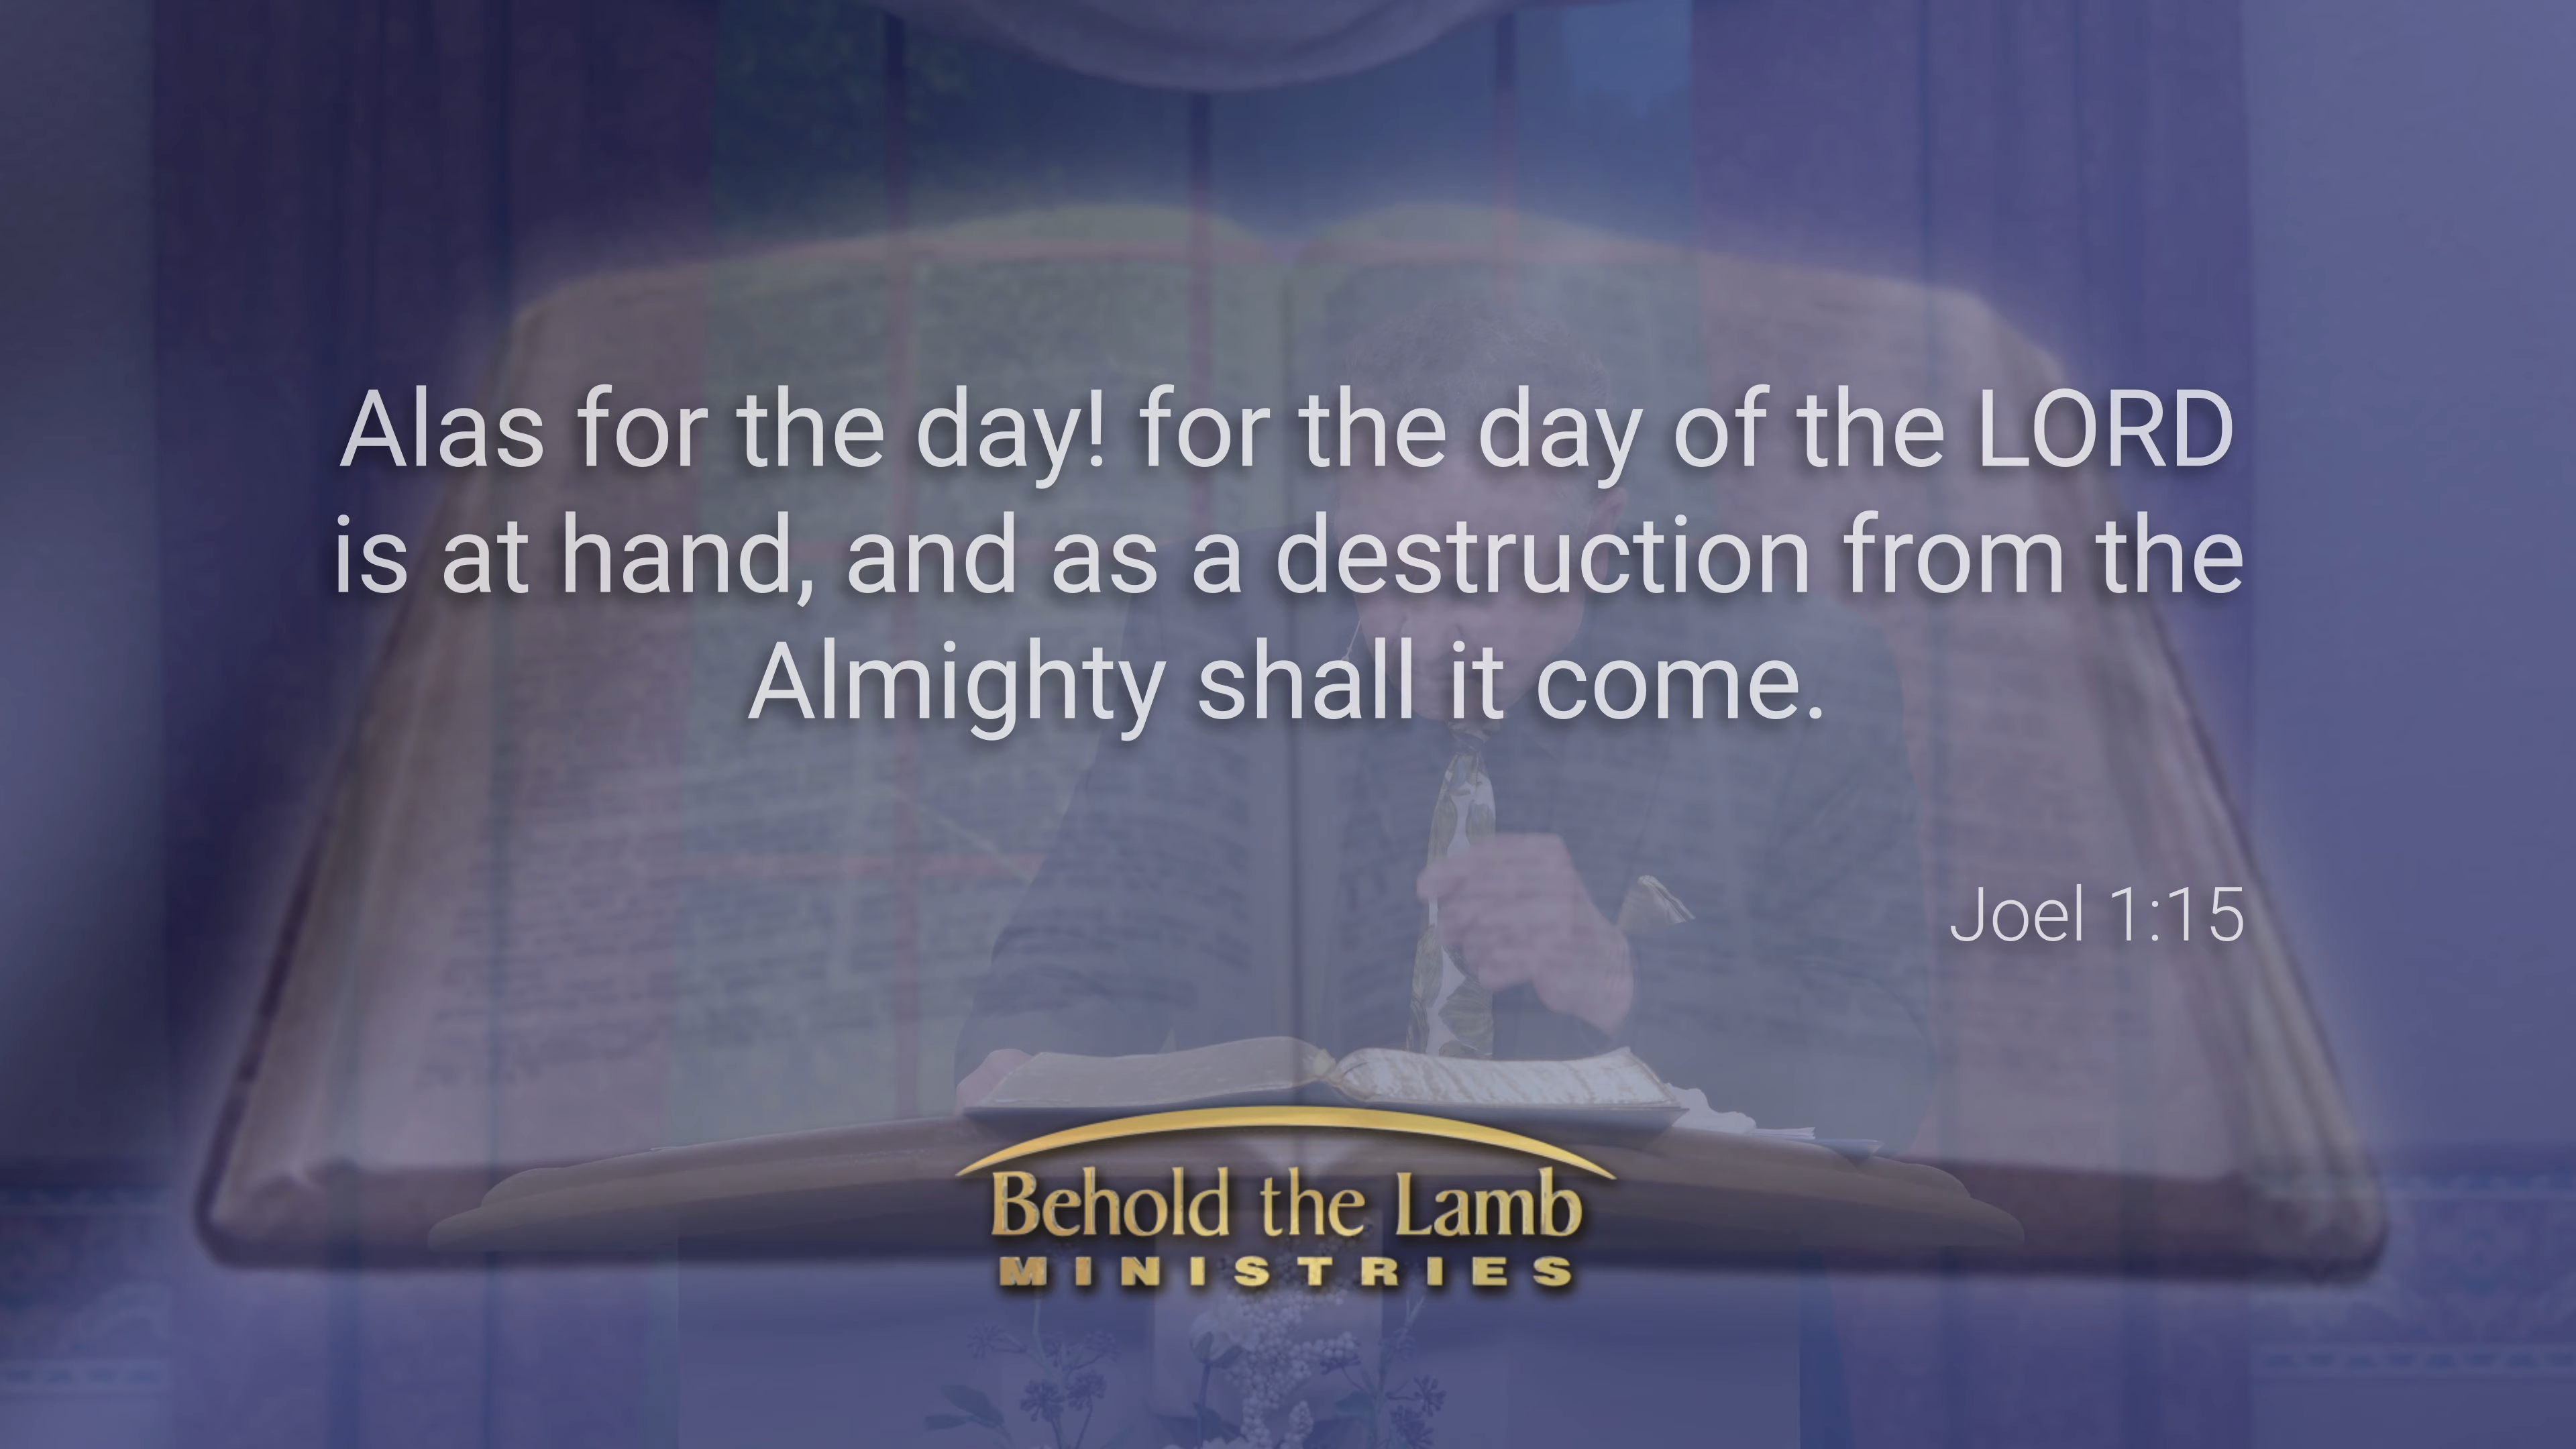 Alas for the day! for the day of the LORD
is at hand, and as a destruction from the
Almighty shall it come.
Joel 1:15
Behold the Lamb
MINISTRIES